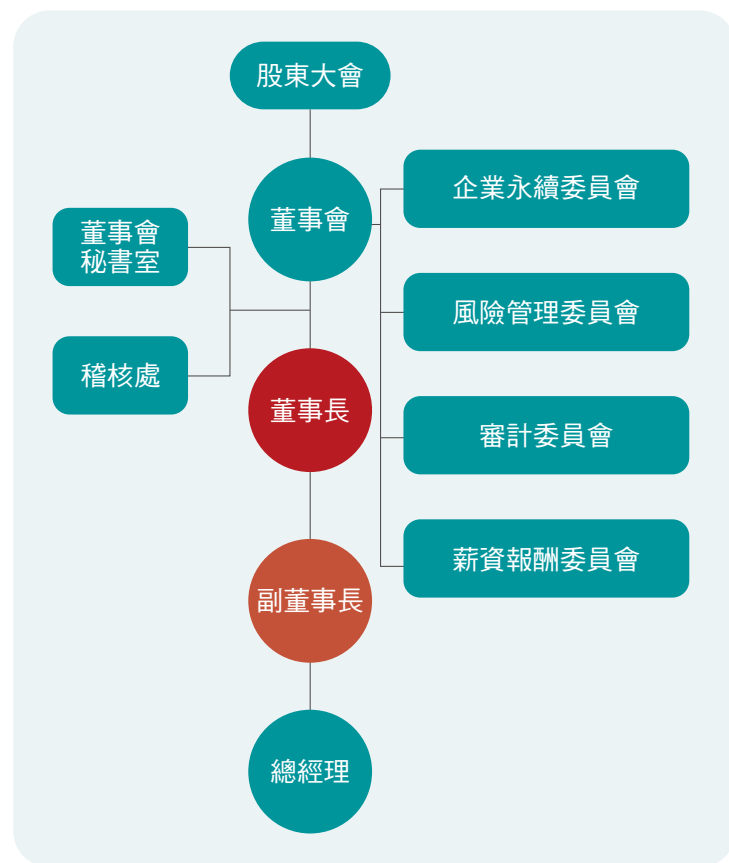 股東大會
董事會
企業永續委員會
董事會
秘書室
風險管理委員會
稽核處
董事長
審計委員會
薪資報酬委員會
副董事長
總經理